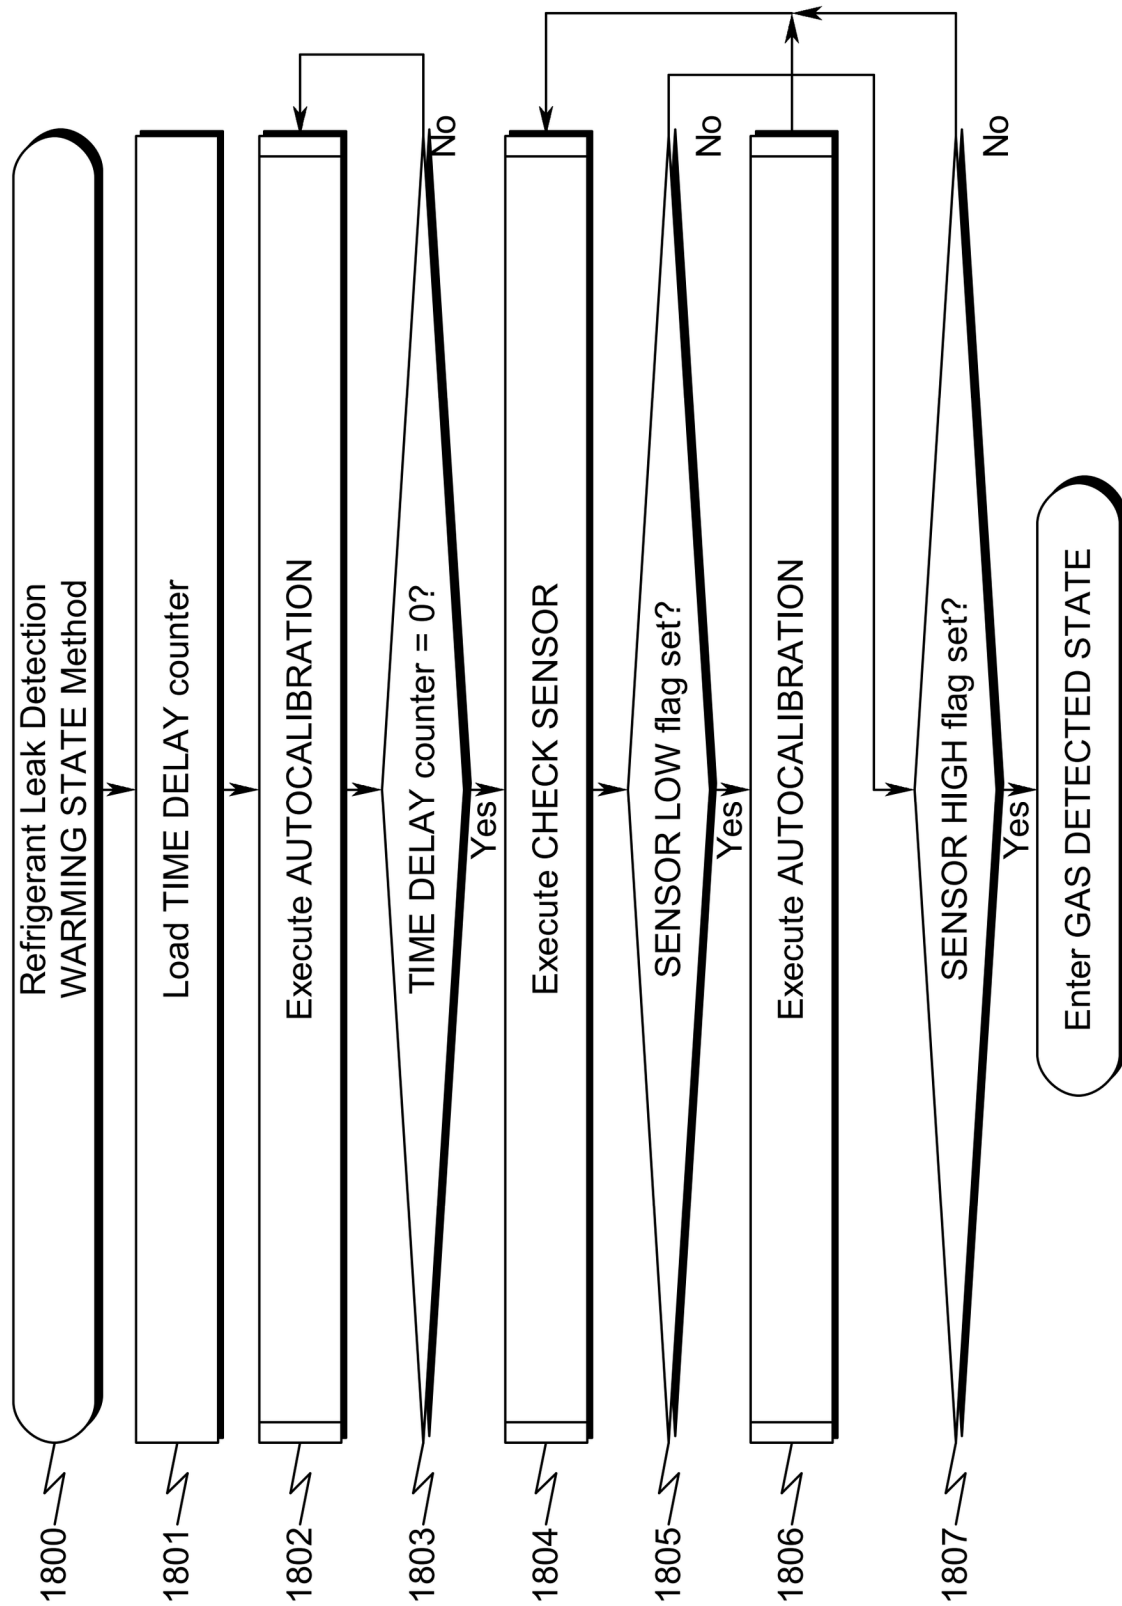 1800
Refrigerant Leak Detection
WARMING STATE Method
1801
Load TIME DELAY counter
1802
Execute AUTOCALIBRATION
1803
TIME DELAY counter = 0?
No
Yes
1804
Execute CHECK SENSOR
1805
SENSOR LOW flag set?
No
Yes
1806
Execute AUTOCALIBRATION
1807
SENSOR HIGH flag set?
No
Yes
Enter GAS DETECTED STATE